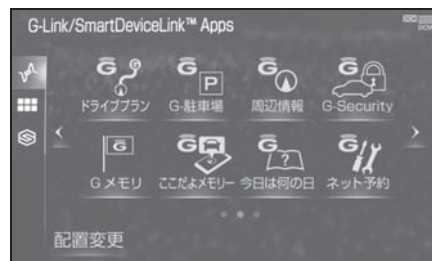 G-Link/SmartDeviceLink™ Apps
DCM
G G P G G
ドライブプラン G-駐車場 周辺情報 G-Security
G G G ? G
Gメモリ ここだよメモリー 今日は何の日 ネット予約
配置変更